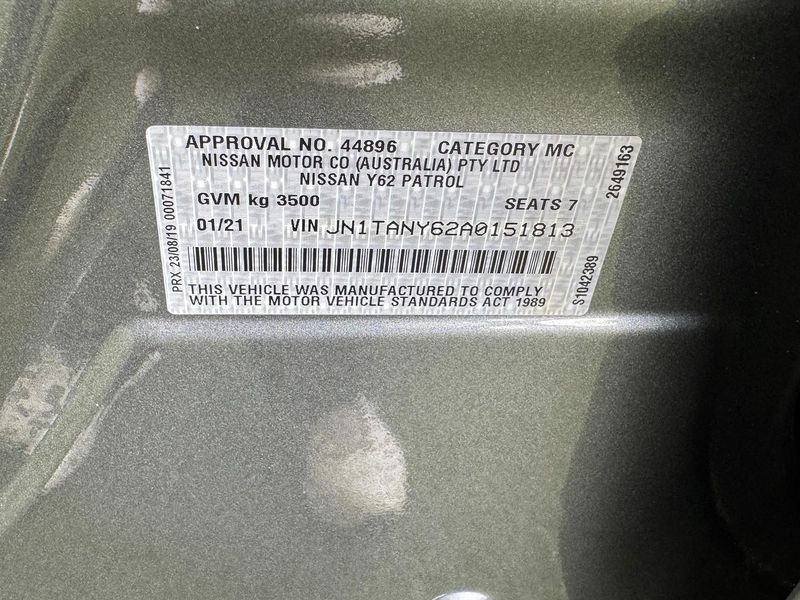 APPROVAL NO. 44896 CATEGORY MC
NISSAN MOTOR CO (AUSTRALIA) PTY LTD
NISSAN Y62 PATROL
GVM kg 3500 SEATS 7
01/21 VIN JN1TANY62A0151813
THIS VEHICLE WAS MANUFACTURED TO COMPLY
WITH THE MOTOR VEHICLE STANDARDS ACT 1989
PRX 23/08/19 00071841
2649163
S1042389